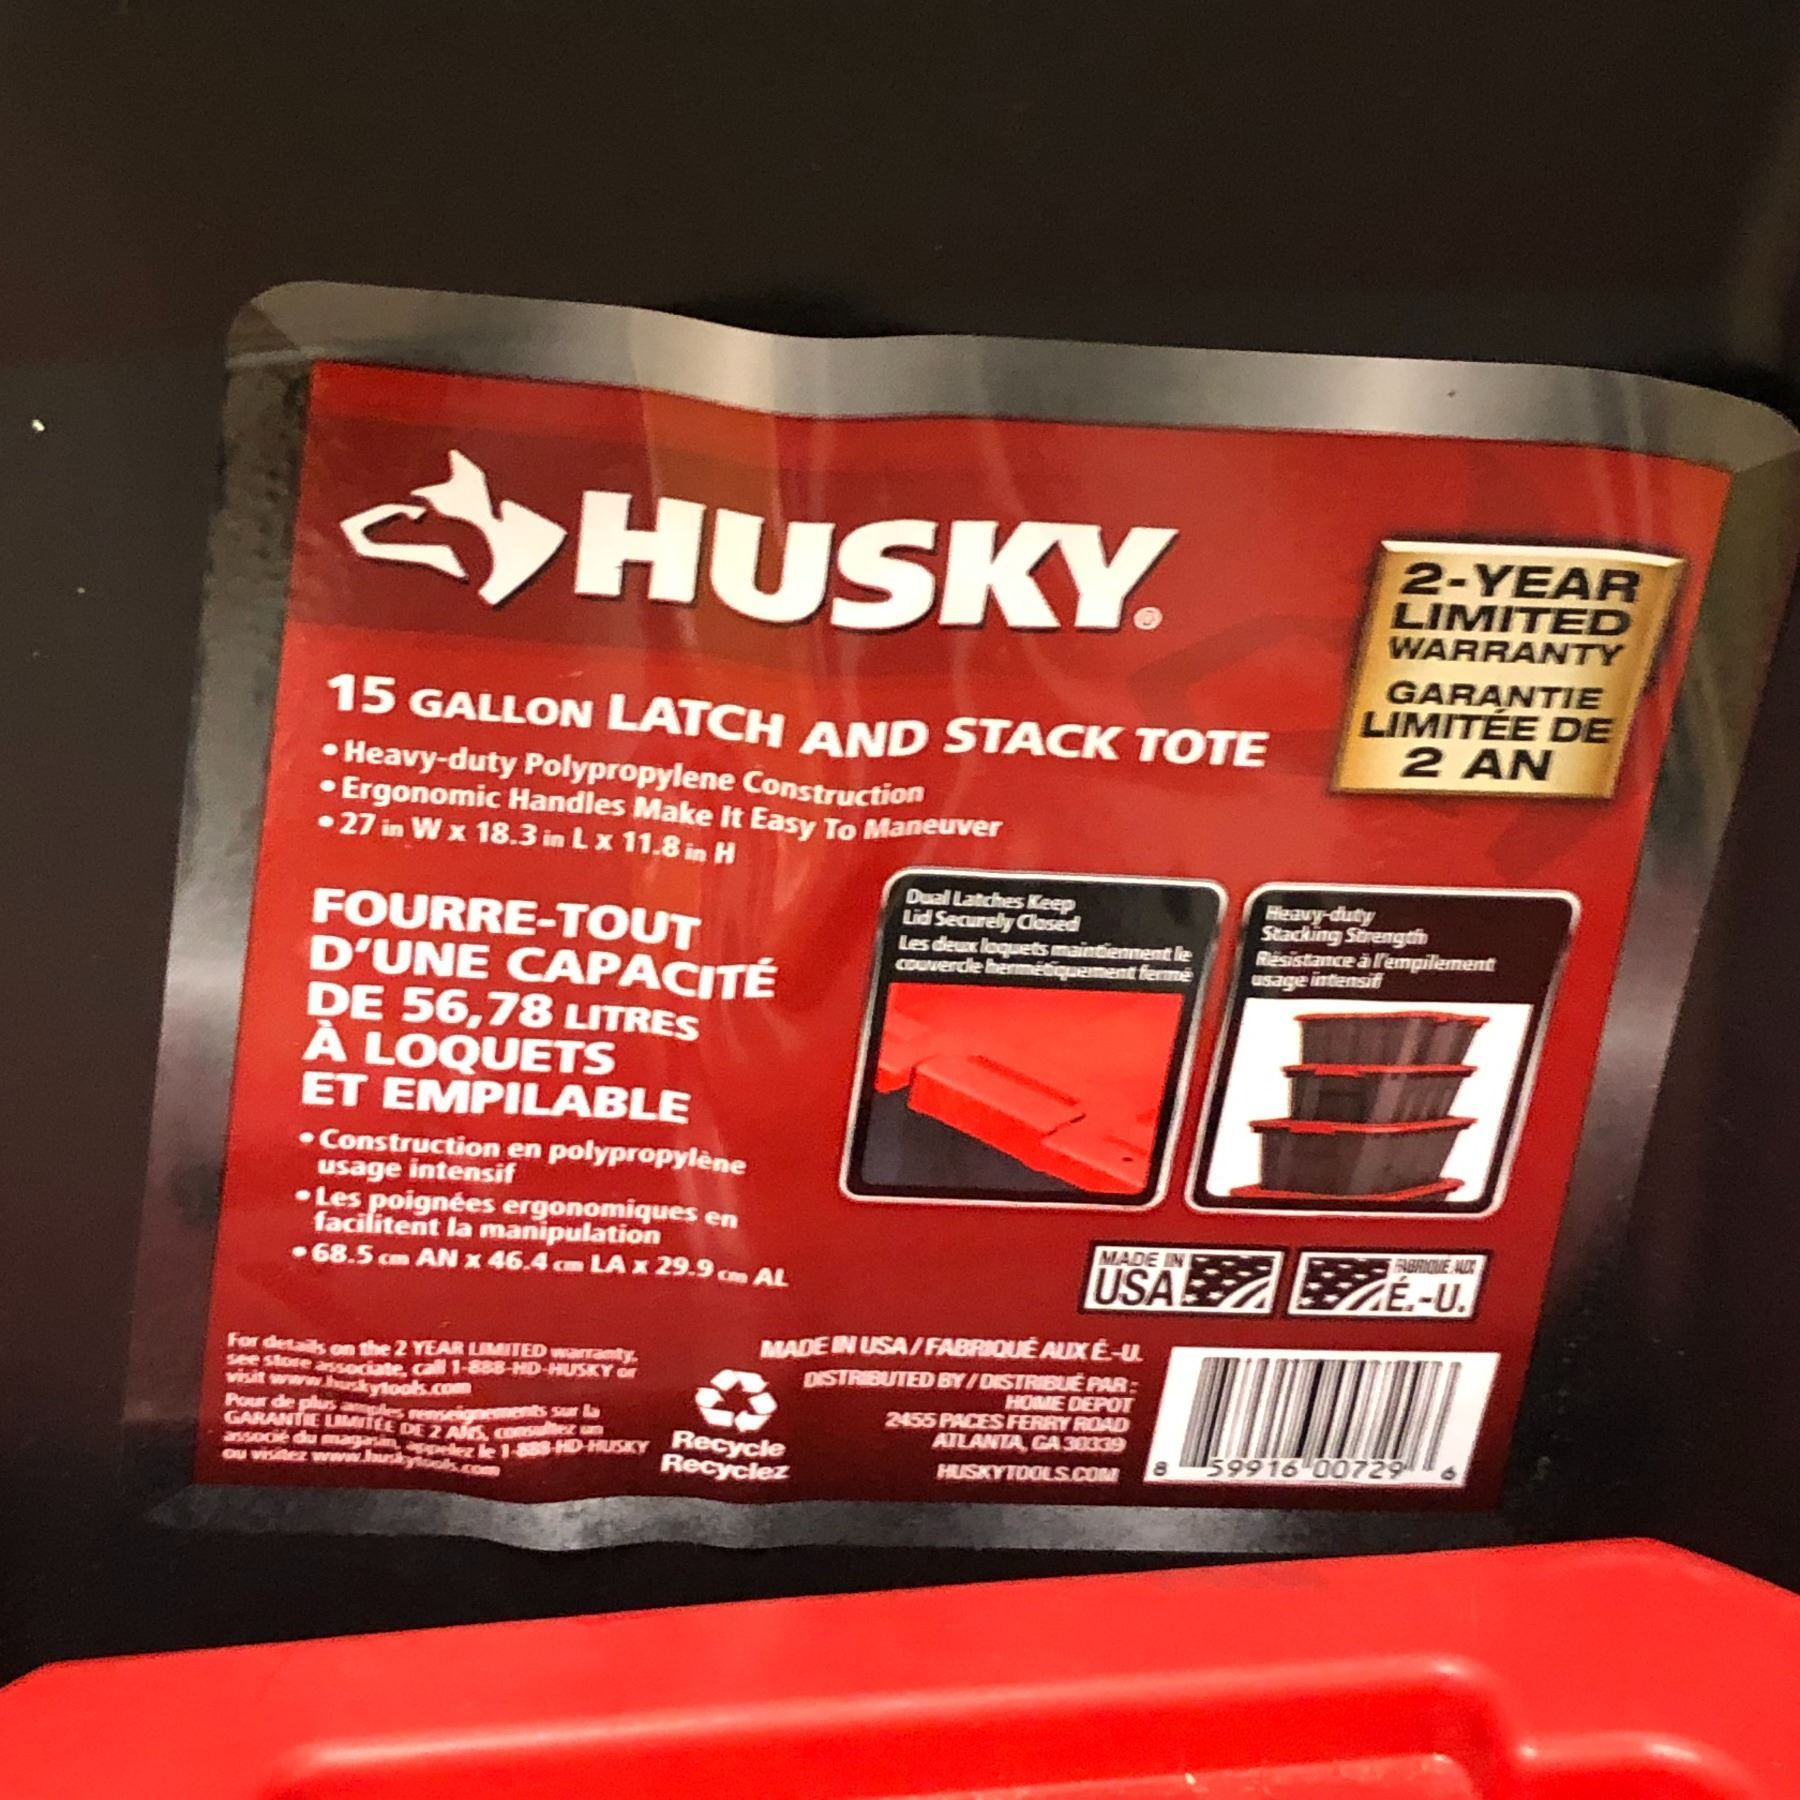 HUSKY®
2-YEAR
LIMITED
WARRANTY
GARANTIE
LIMITÉE DE
2 AN
15 GALLON LATCH AND STACK TOTE
• Heavy-duty Polypropylene Construction
• Ergonomic Handles Make It Easy To Maneuver
• 27 in W x 18.3 in L x 11.8 in H
FOURRE-TOUT
D'UNE CAPACITÉ
DE 56,78 LITRES
À LOQUETS
ET EMPILABLE
• Construction en polypropylène
usage intensif
• Les poignées ergonomiques en
facilitent la manipulation
• 68.5 cm AN x 46.4 cm LA x 29.9 cm AL
Dual Latches Keep
Lid Securely Closed
Les deux loquets maintiennent le
couvercle hermétiquement fermé
Heavy-duty
Stacking Strength
Résistance à l'empilement
usage intensif
MADE IN
USA
FABRIQUÉ AUX
É.-U.
For details on the 2 YEAR LIMITED warranty,
see store associate, call 1-888-HD-HUSKY or
visit www.huskytools.com
Pour de plus amples renseignements sur la
GARANTIE LIMITÉE DE 2 ANS, consultez un
associé du magasin, appelez le 1-888-HD-HUSKY
ou visitez www.huskytools.com
Recycle
Recyclez
MADE IN USA / FABRIQUÉ AUX É.-U.
DISTRIBUTED BY / DISTRIBUÉ PAR :
HOME DEPOT
2455 PACES FERRY ROAD
ATLANTA, GA 30339
HUSKYTOOLS.COM
8 59916 00729 6